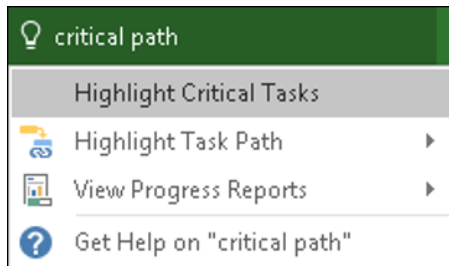 critical path
Highlight Critical Tasks
Highlight Task Path
View Progress Reports
Get Help on "critical path"